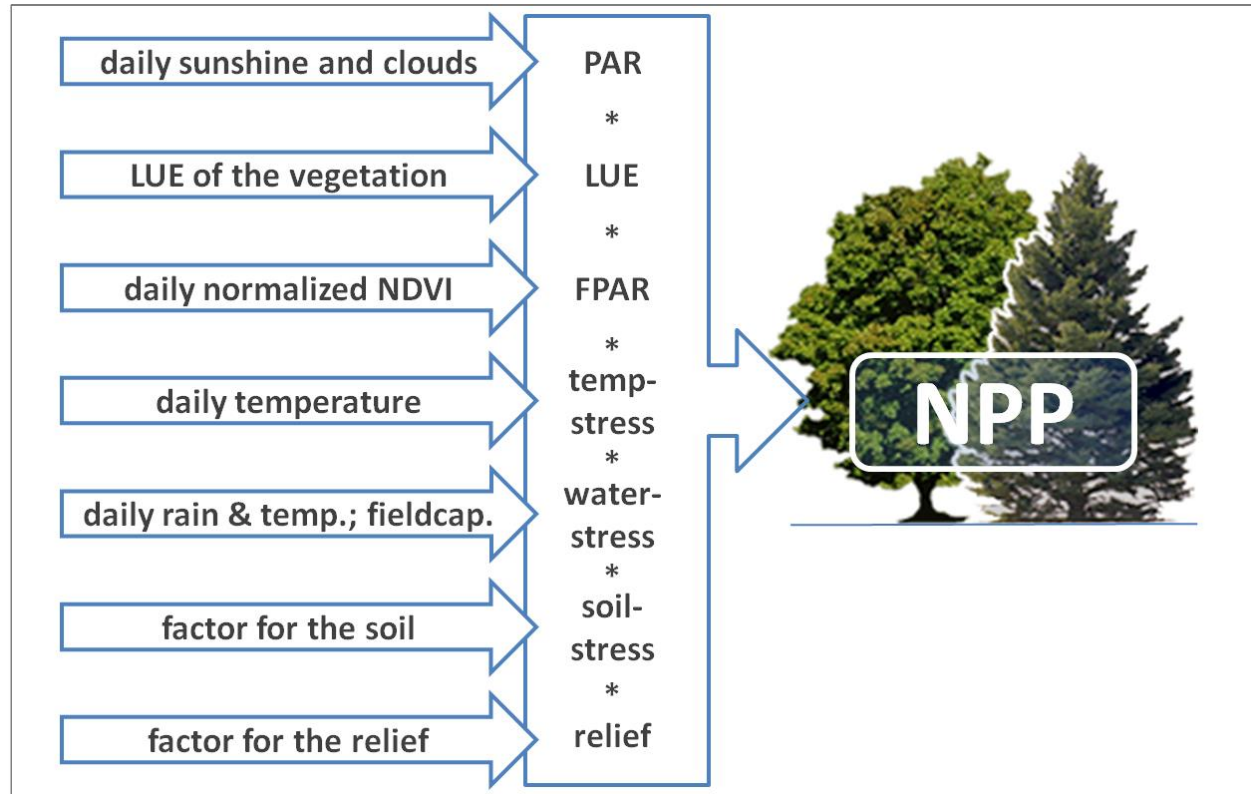 daily sunshine and clouds
PAR
*
LUE of the vegetation
LUE
*
daily normalized NDVI
FPAR
*
daily temperature
temp-
stress
*
daily rain & temp.; fieldcap.
water-
stress
*
factor for the soil
soil-
stress
*
factor for the relief
relief
NPP